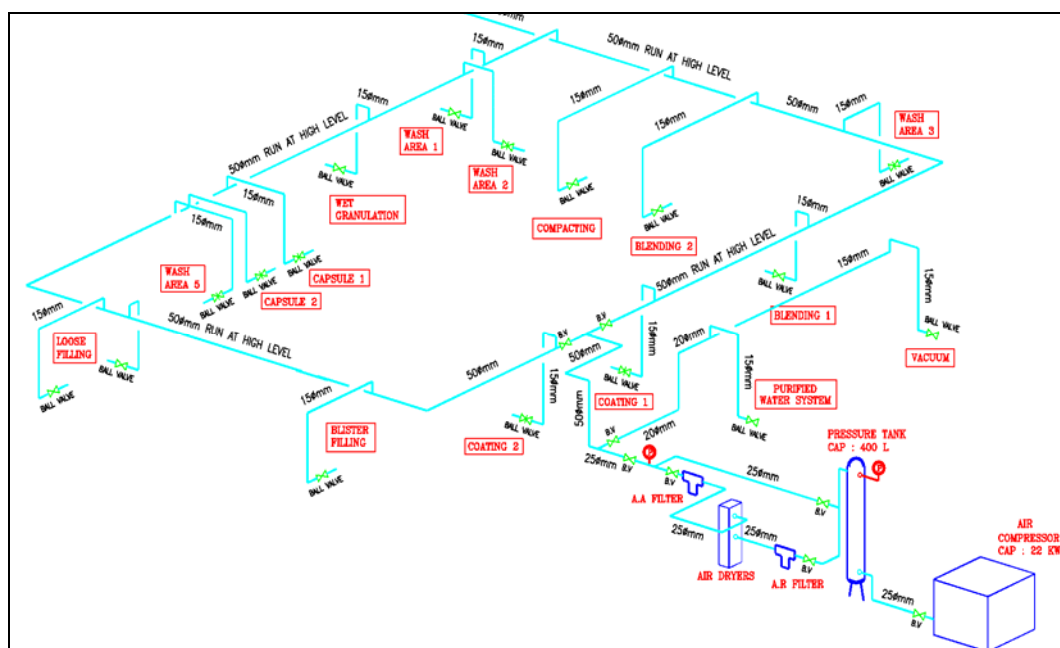 50ømm
50ømm RUN AT HIGH LEVEL
15ømm
15ømm
50ømm
15ømm
WASH
AREA 3
BALL VALVE
15ømm
15ømm
BALL VALVE
WASH
AREA 1
BALL VALVE
WASH
AREA 2
50ømm RUN AT HIGH LEVEL
15ømm
BALL VALVE
WET
GRANULATION
BALL VALVE
COMPACTING
BALL VALVE
BLENDING 2
15ømm
15ømm
15ømm
50ømm RUN AT HIGH LEVEL
BALL VALVE
BLENDING 1
15ømm
15ømm
BALL VALVE
VACUUM
WASH
AREA 5
BALL VALVE
BALL VALVE
BALL VALVE
CAPSULE 1
CAPSULE 2
15ømm
LOOSE
FILLING
BALL VALVE
BALL VALVE
50ømm RUN AT HIGH LEVEL
15ømm
BLISTER
FILLING
BALL VALVE
50ømm
B.V
B.V
50ømm
15ømm
BALL VALVE
COATING 2
15ømm
BALL VALVE
COATING 1
50ømm
20ømm
15ømm
PURIFIED
WATER SYSTEM
BALL VALVE
B.V
20ømm
P
25ømm
B.V
B.V
A.A FILTER
25ømm
B.V
PRESSURE TANK
CAP : 400 L
P
25ømm
25ømm
AIR DRYERS
A.R FILTER
B.V
25ømm
B.V
AIR
COMPRESSOR
CAP : 22 KW